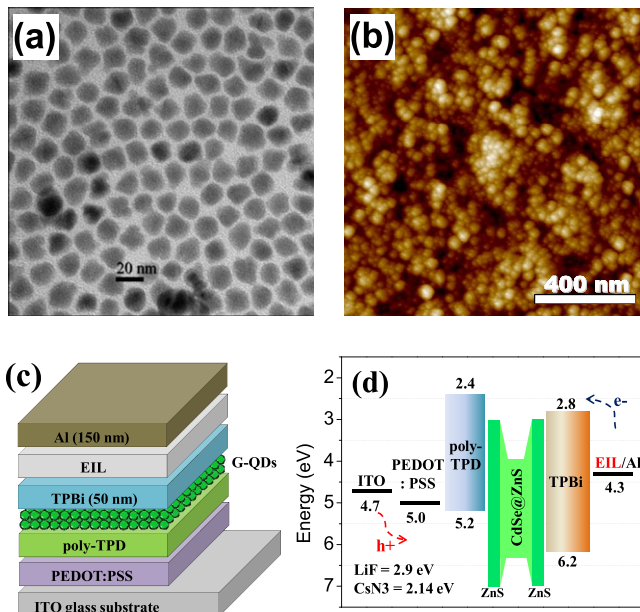 (a)
20 nm
(b)
400 nm
(c)
Al (150 nm)
EIL
G-QDs
TPBi (50 nm)
poly-TPD
PEDOT:PSS
ITO glass substrate
(d)
Energy (eV)
2
3
4
5
6
7
2.4
2.8
e-
poly-
TPD
ITO
PEDOT
: PSS
CdSe@ZnS
TPBi
EIL/Al
4.7
5.0
5.2
4.3
h+
6.2
LiF = 2.9 eV
CsN3 = 2.14 eV
ZnS
ZnS